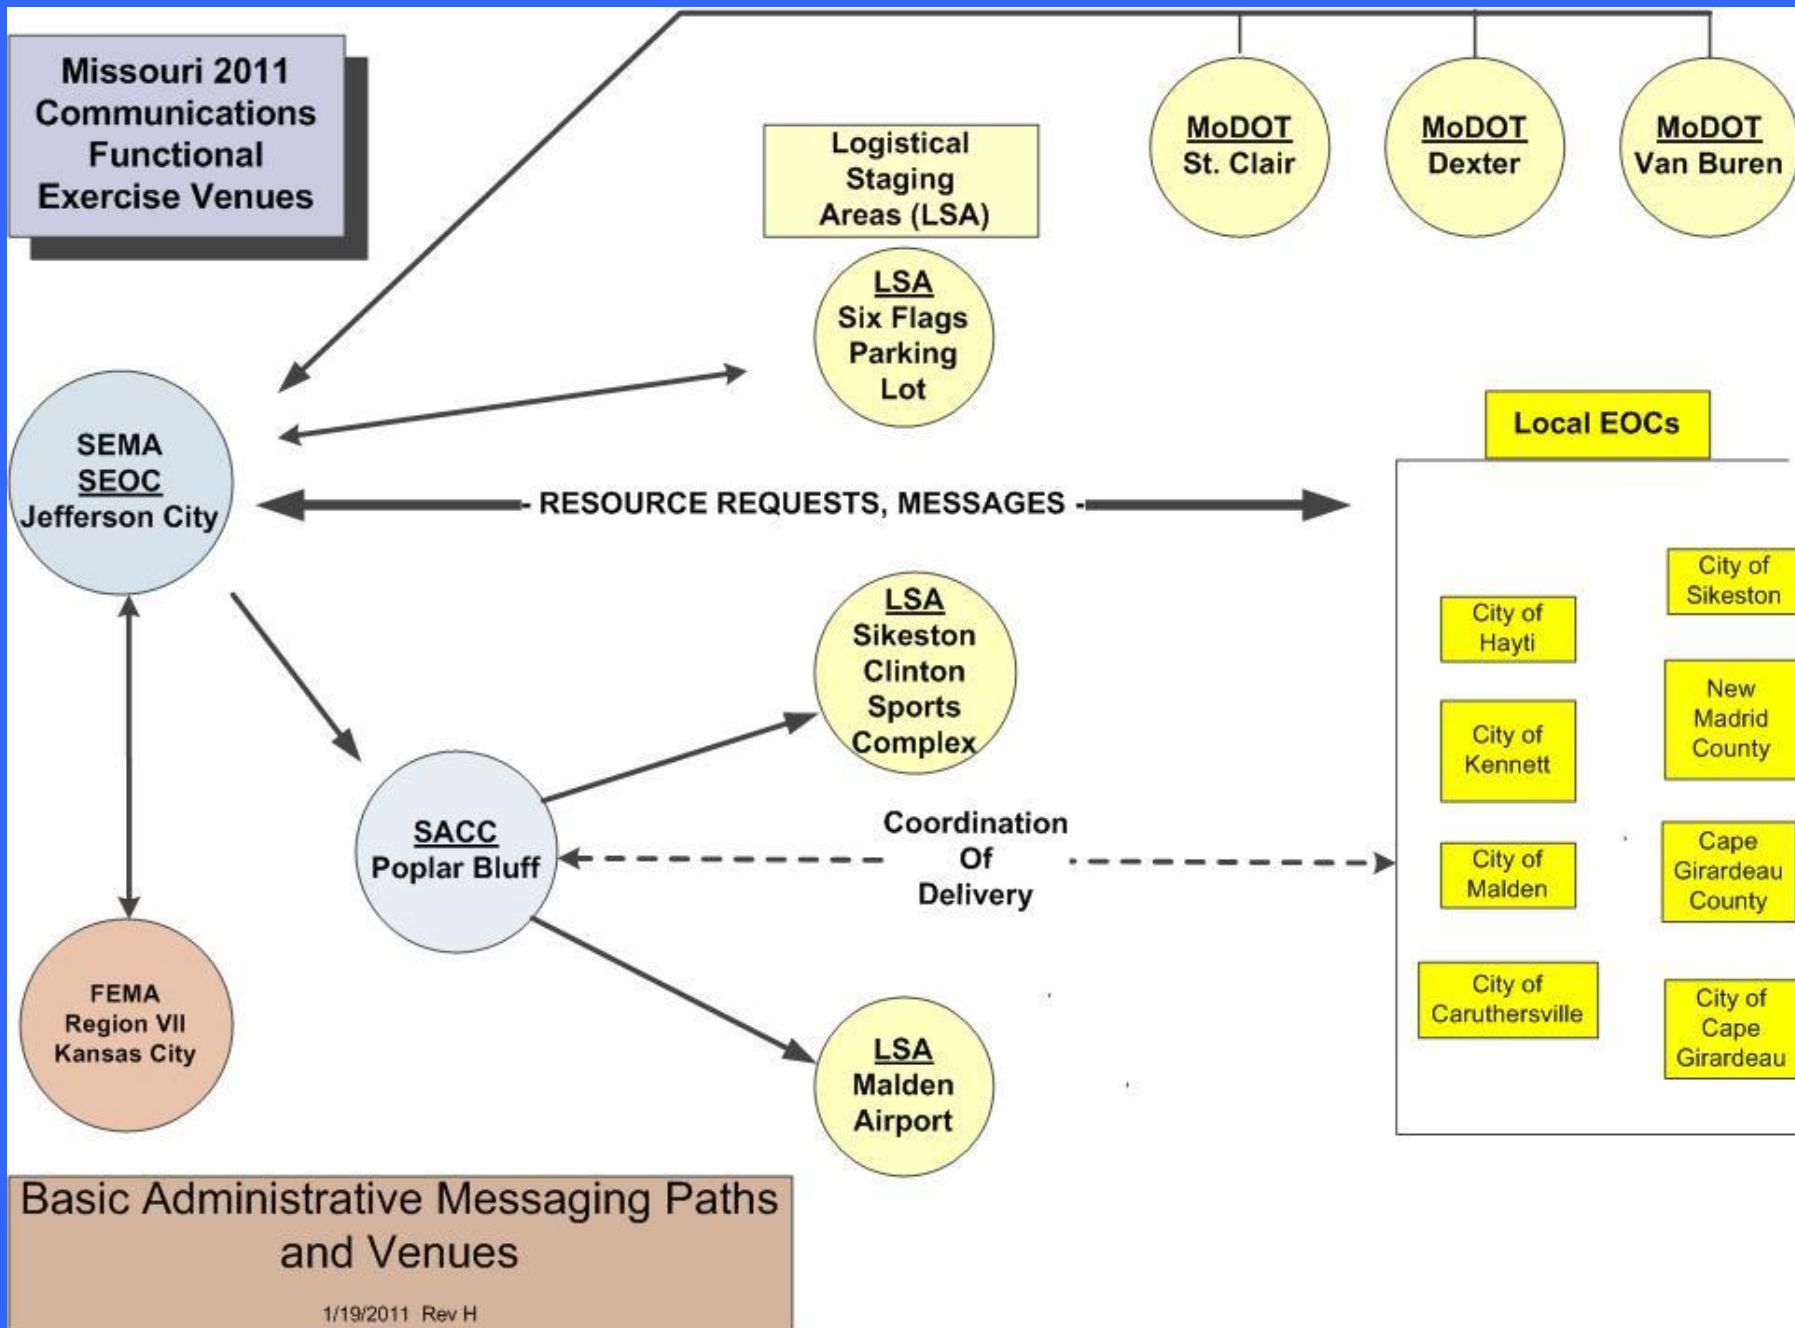 Missouri 2011
Communications
Functional
Exercise Venues
MoDOT
St. Clair
MoDOT
Dexter
MoDOT
Van Buren
Logistical
Staging
Areas (LSA)
LSA
Six Flags
Parking
Lot
SEMA
SEOC
Jefferson City
- RESOURCE REQUESTS, MESSAGES -
Local EOCs
City of
Hayti
City of
Kennett
City of
Malden
City of
Caruthersville
City of
Sikeston
New
Madrid
County
Cape
Girardeau
County
City of
Cape
Girardeau
LSA
Sikeston
Clinton
Sports
Complex
SACC
Poplar Bluff
Coordination
Of
Delivery
LSA
Malden
Airport
FEMA
Region VII
Kansas City
Basic Administrative Messaging Paths
and Venues
1/19/2011 Rev H